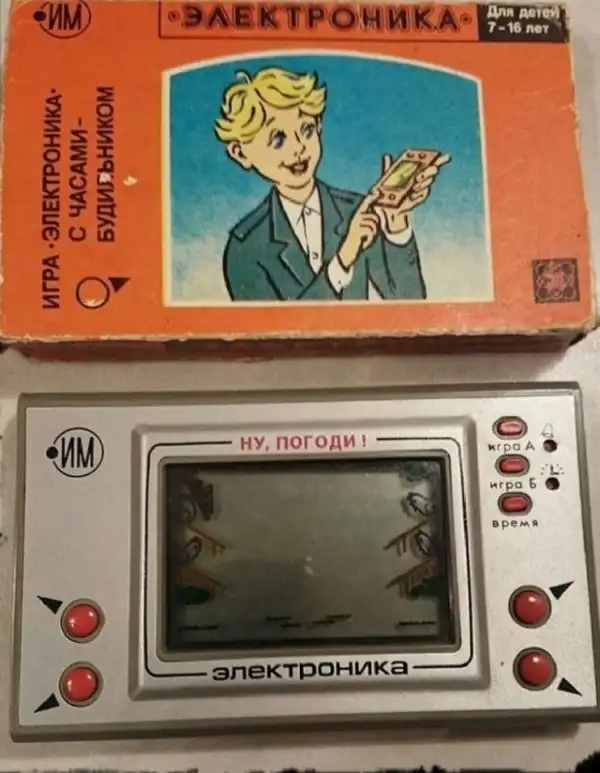 ·ИМ
·ЭЛЕКТРОНИКА·
Для детей
7-16 лет
ИГРА·ЭЛЕКТРОНИКА·
С ЧАСАМИ-
БУДИЛЬНИКОМ
·ИМ
НУ, ПОГОДИ!
игра А
игра Б
время
электроника